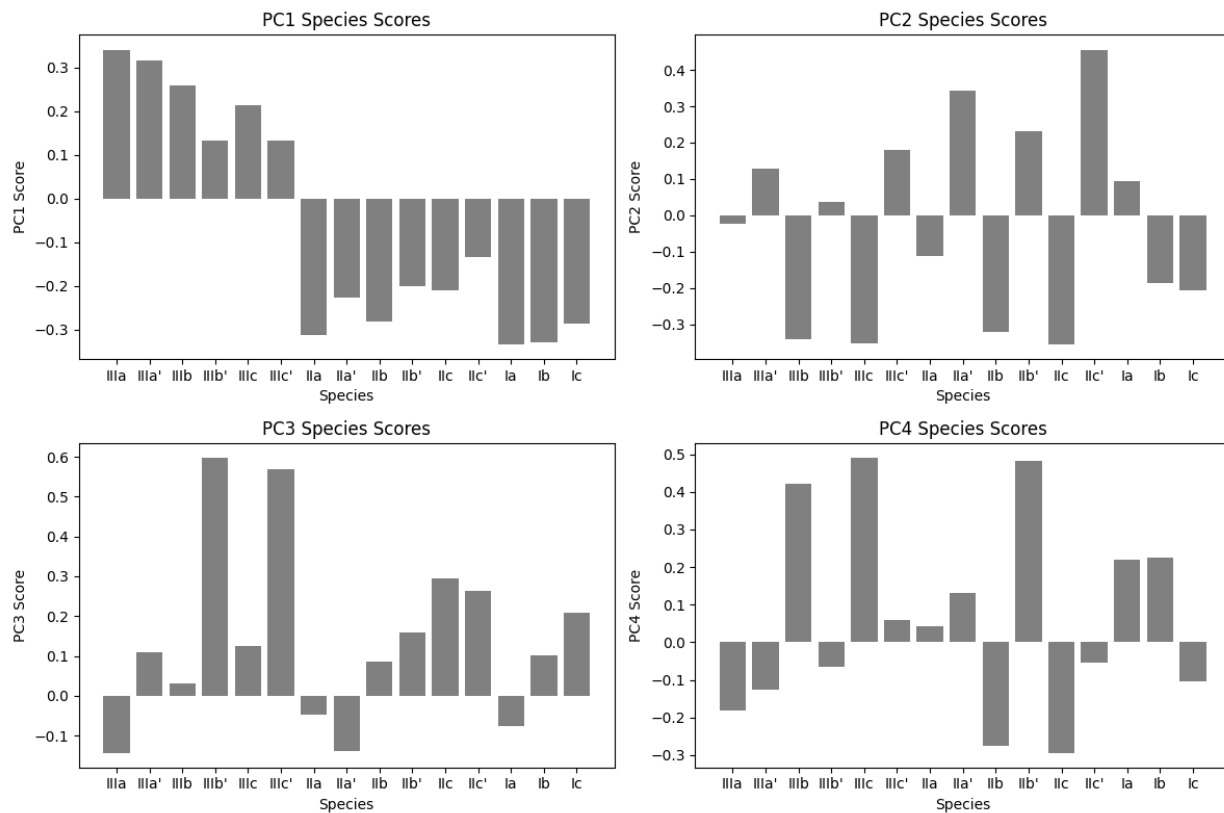 PC1 Species Scores
PC1 Score
0.3
0.2
0.1
0.0
−0.1
−0.2
−0.3
IIIa IIIa' IIIb IIIb' IIIc IIIc' IIa IIa' IIb IIb' IIc IIc' Ia Ib Ic
Species
PC2 Species Scores
PC2 Score
0.4
0.3
0.2
0.1
0.0
−0.1
−0.2
−0.3
IIIa IIIa' IIIb IIIb' IIIc IIIc' IIa IIa' IIb IIb' IIc IIc' Ia Ib Ic
Species
PC3 Species Scores
PC3 Score
0.6
0.5
0.4
0.3
0.2
0.1
0.0
−0.1
IIIa IIIa' IIIb IIIb' IIIc IIIc' IIa IIa' IIb IIb' IIc IIc' Ia Ib Ic
Species
PC4 Species Scores
PC4 Score
0.5
0.4
0.3
0.2
0.1
0.0
−0.1
−0.2
−0.3
IIIa IIIa' IIIb IIIb' IIIc IIIc' IIa IIa' IIb IIb' IIc IIc' Ia Ib Ic
Species